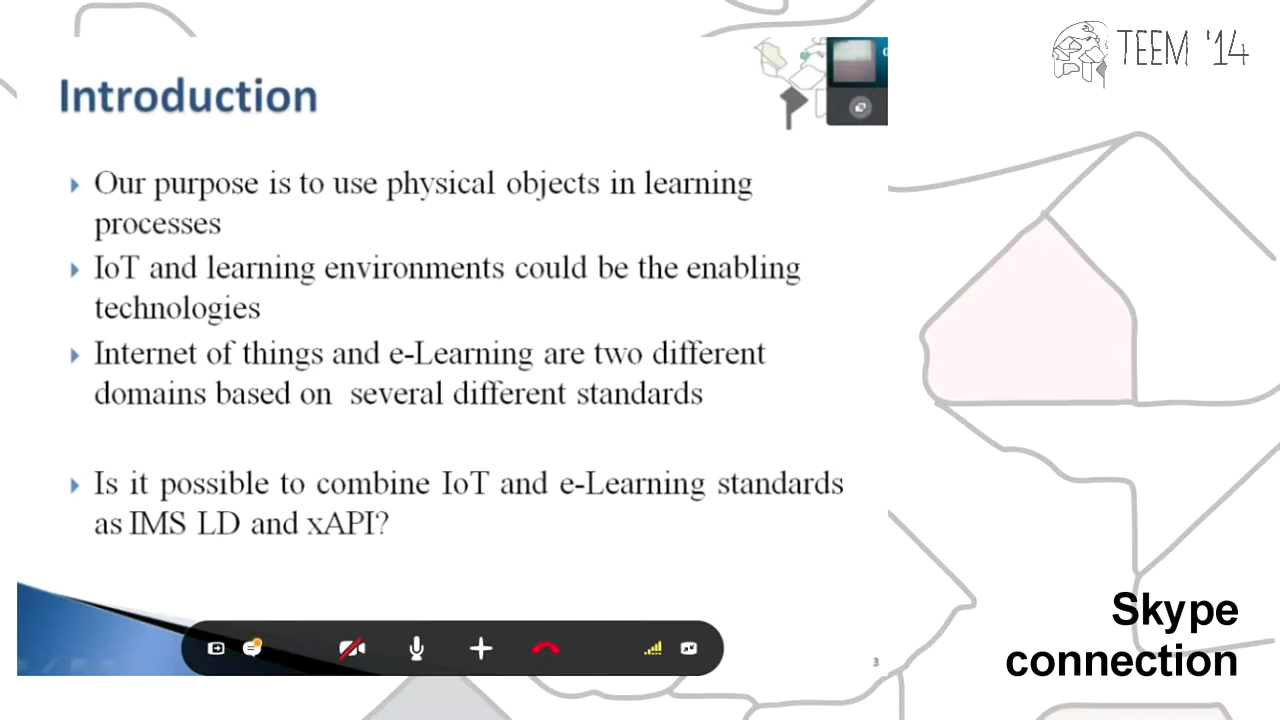 TEEM '14
Introduction
Our purpose is to use physical objects in learning
processes
IoT and learning environments could be the enabling
technologies
Internet of things and e-Learning are two different
domains based on several different standards
Is it possible to combine IoT and e-Learning standards
as IMS LD and xAPI?
3
Skype
connection